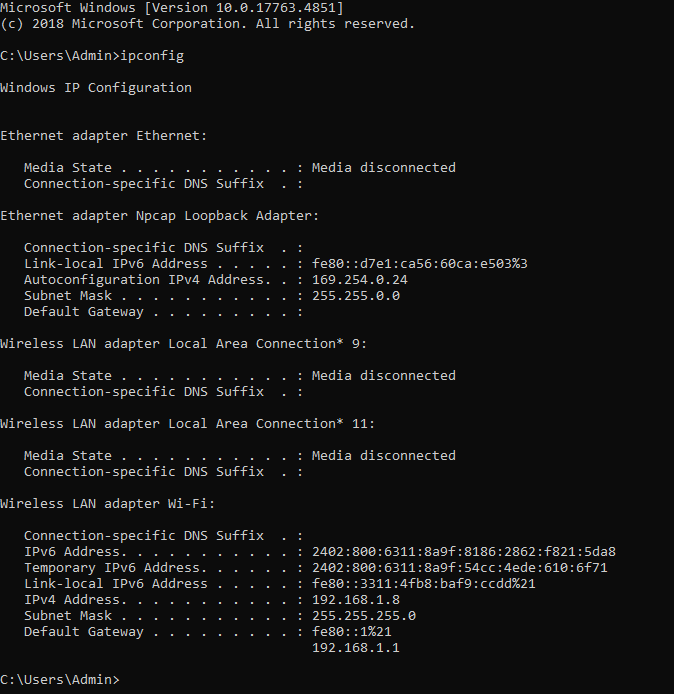 Microsoft Windows [Version 10.0.17763.4851]
(c) 2018 Microsoft Corporation. All rights reserved.

C:\Users\Admin>ipconfig

Windows IP Configuration


Ethernet adapter Ethernet:

   Media State . . . . . . . . . . . : Media disconnected
   Connection-specific DNS Suffix  . :

Ethernet adapter Npcap Loopback Adapter:

   Connection-specific DNS Suffix  . :
   Link-local IPv6 Address . . . . . : fe80::d7e1:ca56:60ca:e503%3
   Autoconfiguration IPv4 Address. . : 169.254.0.24
   Subnet Mask . . . . . . . . . . . : 255.255.0.0
   Default Gateway . . . . . . . . . :

Wireless LAN adapter Local Area Connection* 9:

   Media State . . . . . . . . . . . : Media disconnected
   Connection-specific DNS Suffix  . :

Wireless LAN adapter Local Area Connection* 11:

   Media State . . . . . . . . . . . : Media disconnected
   Connection-specific DNS Suffix  . :

Wireless LAN adapter Wi-Fi:

   Connection-specific DNS Suffix  . :
   IPv6 Address. . . . . . . . . . . : 2402:800:6311:8a9f:8186:2862:f821:5da8
   Temporary IPv6 Address. . . . . . : 2402:800:6311:8a9f:54cc:4ede:610:6f71
   Link-local IPv6 Address . . . . . : fe80::3311:4fb8:baf9:ccdd%21
   IPv4 Address. . . . . . . . . . . : 192.168.1.8
   Subnet Mask . . . . . . . . . . . : 255.255.255.0
   Default Gateway . . . . . . . . . : fe80::1%21
                                       192.168.1.1

C:\Users\Admin>